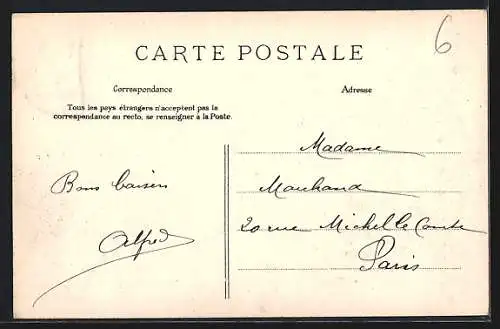 6
CARTE POSTALE
Correspondance
Adresse
Tous les pays étrangers n'acceptent pas la
correspondance au recto, se renseigner à la Poste.
Bons baisers
Alfred
Madame
Marchand
20 rue Michel le Comte
Paris